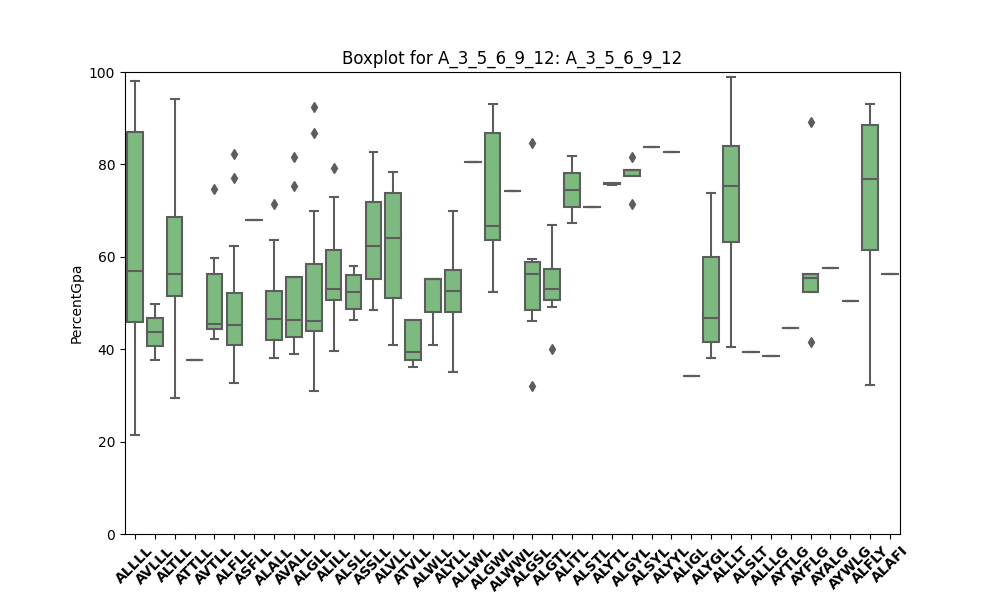 Boxplot for A_3_5_6_9_12: A_3_5_6_9_12
100
80
60
40
20
0
PercentGpa
ALLLL
AVLLL
ALTLL
ATTLL
AVTLL
ALFLL
ASFLL
ALALL
AVALL
ALGLL
ALILL
ALSLL
ASSLL
ALVLL
ATVLL
ALWLL
ALYLL
ALLWL
ALGWL
ALWWL
ALGSL
ALGTL
ALITL
ALSTL
ALYTL
ALGYL
ALSYL
ALYYL
ALIGL
ALYGL
ALLLT
ALSLT
ALLLG
AYTLG
AYFLG
AYALG
AYWLG
ALFLY
ALAFI